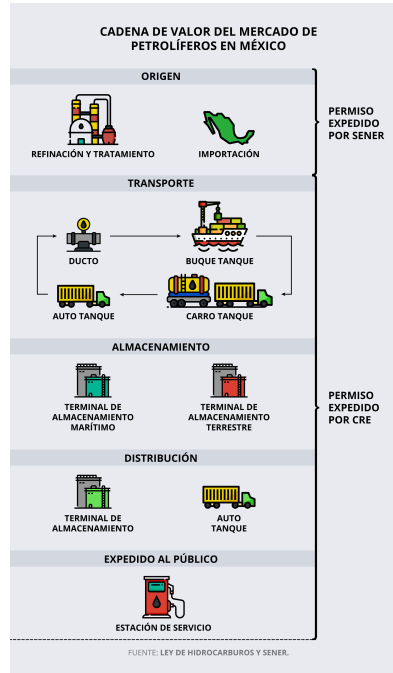 CADENA DE VALOR DEL MERCADO DE
PETROLÍFEROS EN MÉXICO
ORIGEN
REFINACIÓN Y TRATAMIENTO
IMPORTACIÓN
PERMISO
EXPEDIDO
POR SENER
TRANSPORTE
DUCTO
BUQUE TANQUE
AUTO TANQUE
CARRO TANQUE
ALMACENAMIENTO
TERMINAL DE
ALMACENAMIENTO
MARÍTIMO
TERMINAL DE
ALMACENAMIENTO
TERRESTRE
PERMISO
EXPEDIDO
POR CRE
DISTRIBUCIÓN
TERMINAL DE
ALMACENAMIENTO
AUTO
TANQUE
EXPEDIDO AL PÚBLICO
ESTACIÓN DE SERVICIO
FUENTE: LEY DE HIDROCARBUROS Y SENER.